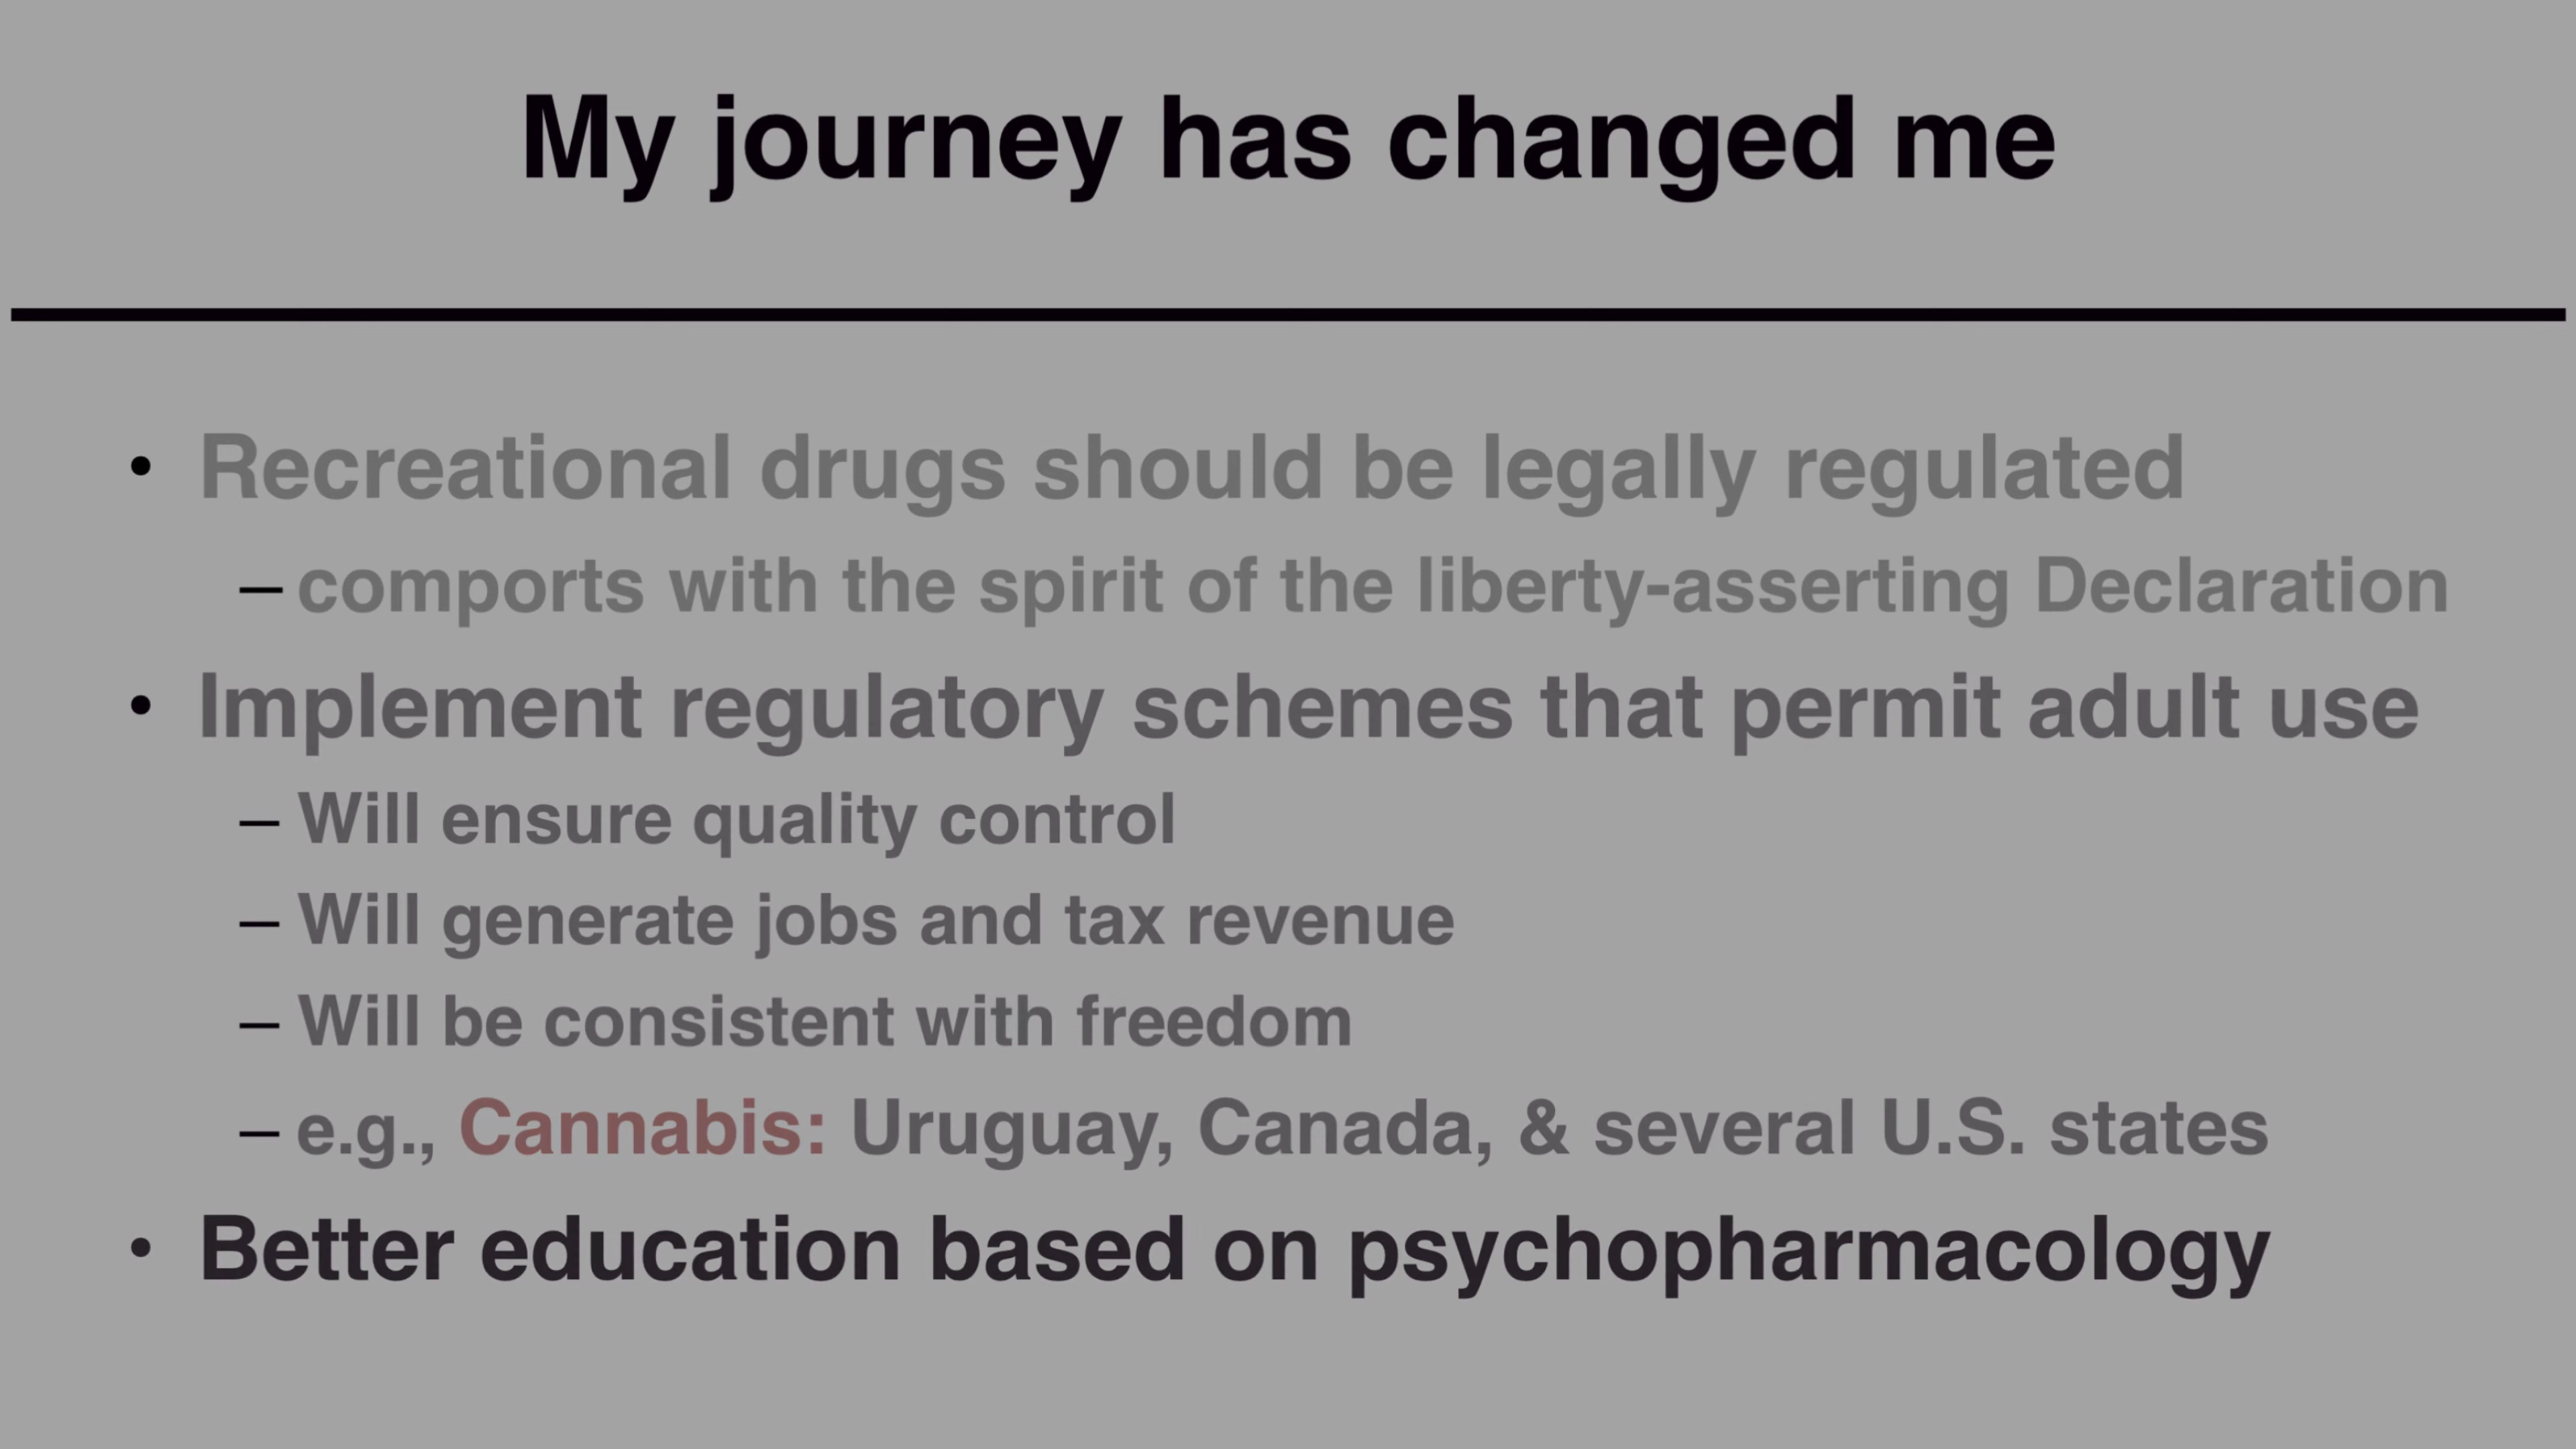 My journey has changed me
• Recreational drugs should be legally regulated
– comports with the spirit of the liberty-asserting Declaration
• Implement regulatory schemes that permit adult use
– Will ensure quality control
– Will generate jobs and tax revenue
– Will be consistent with freedom
– e.g., Cannabis: Uruguay, Canada, & several U.S. states
• Better education based on psychopharmacology